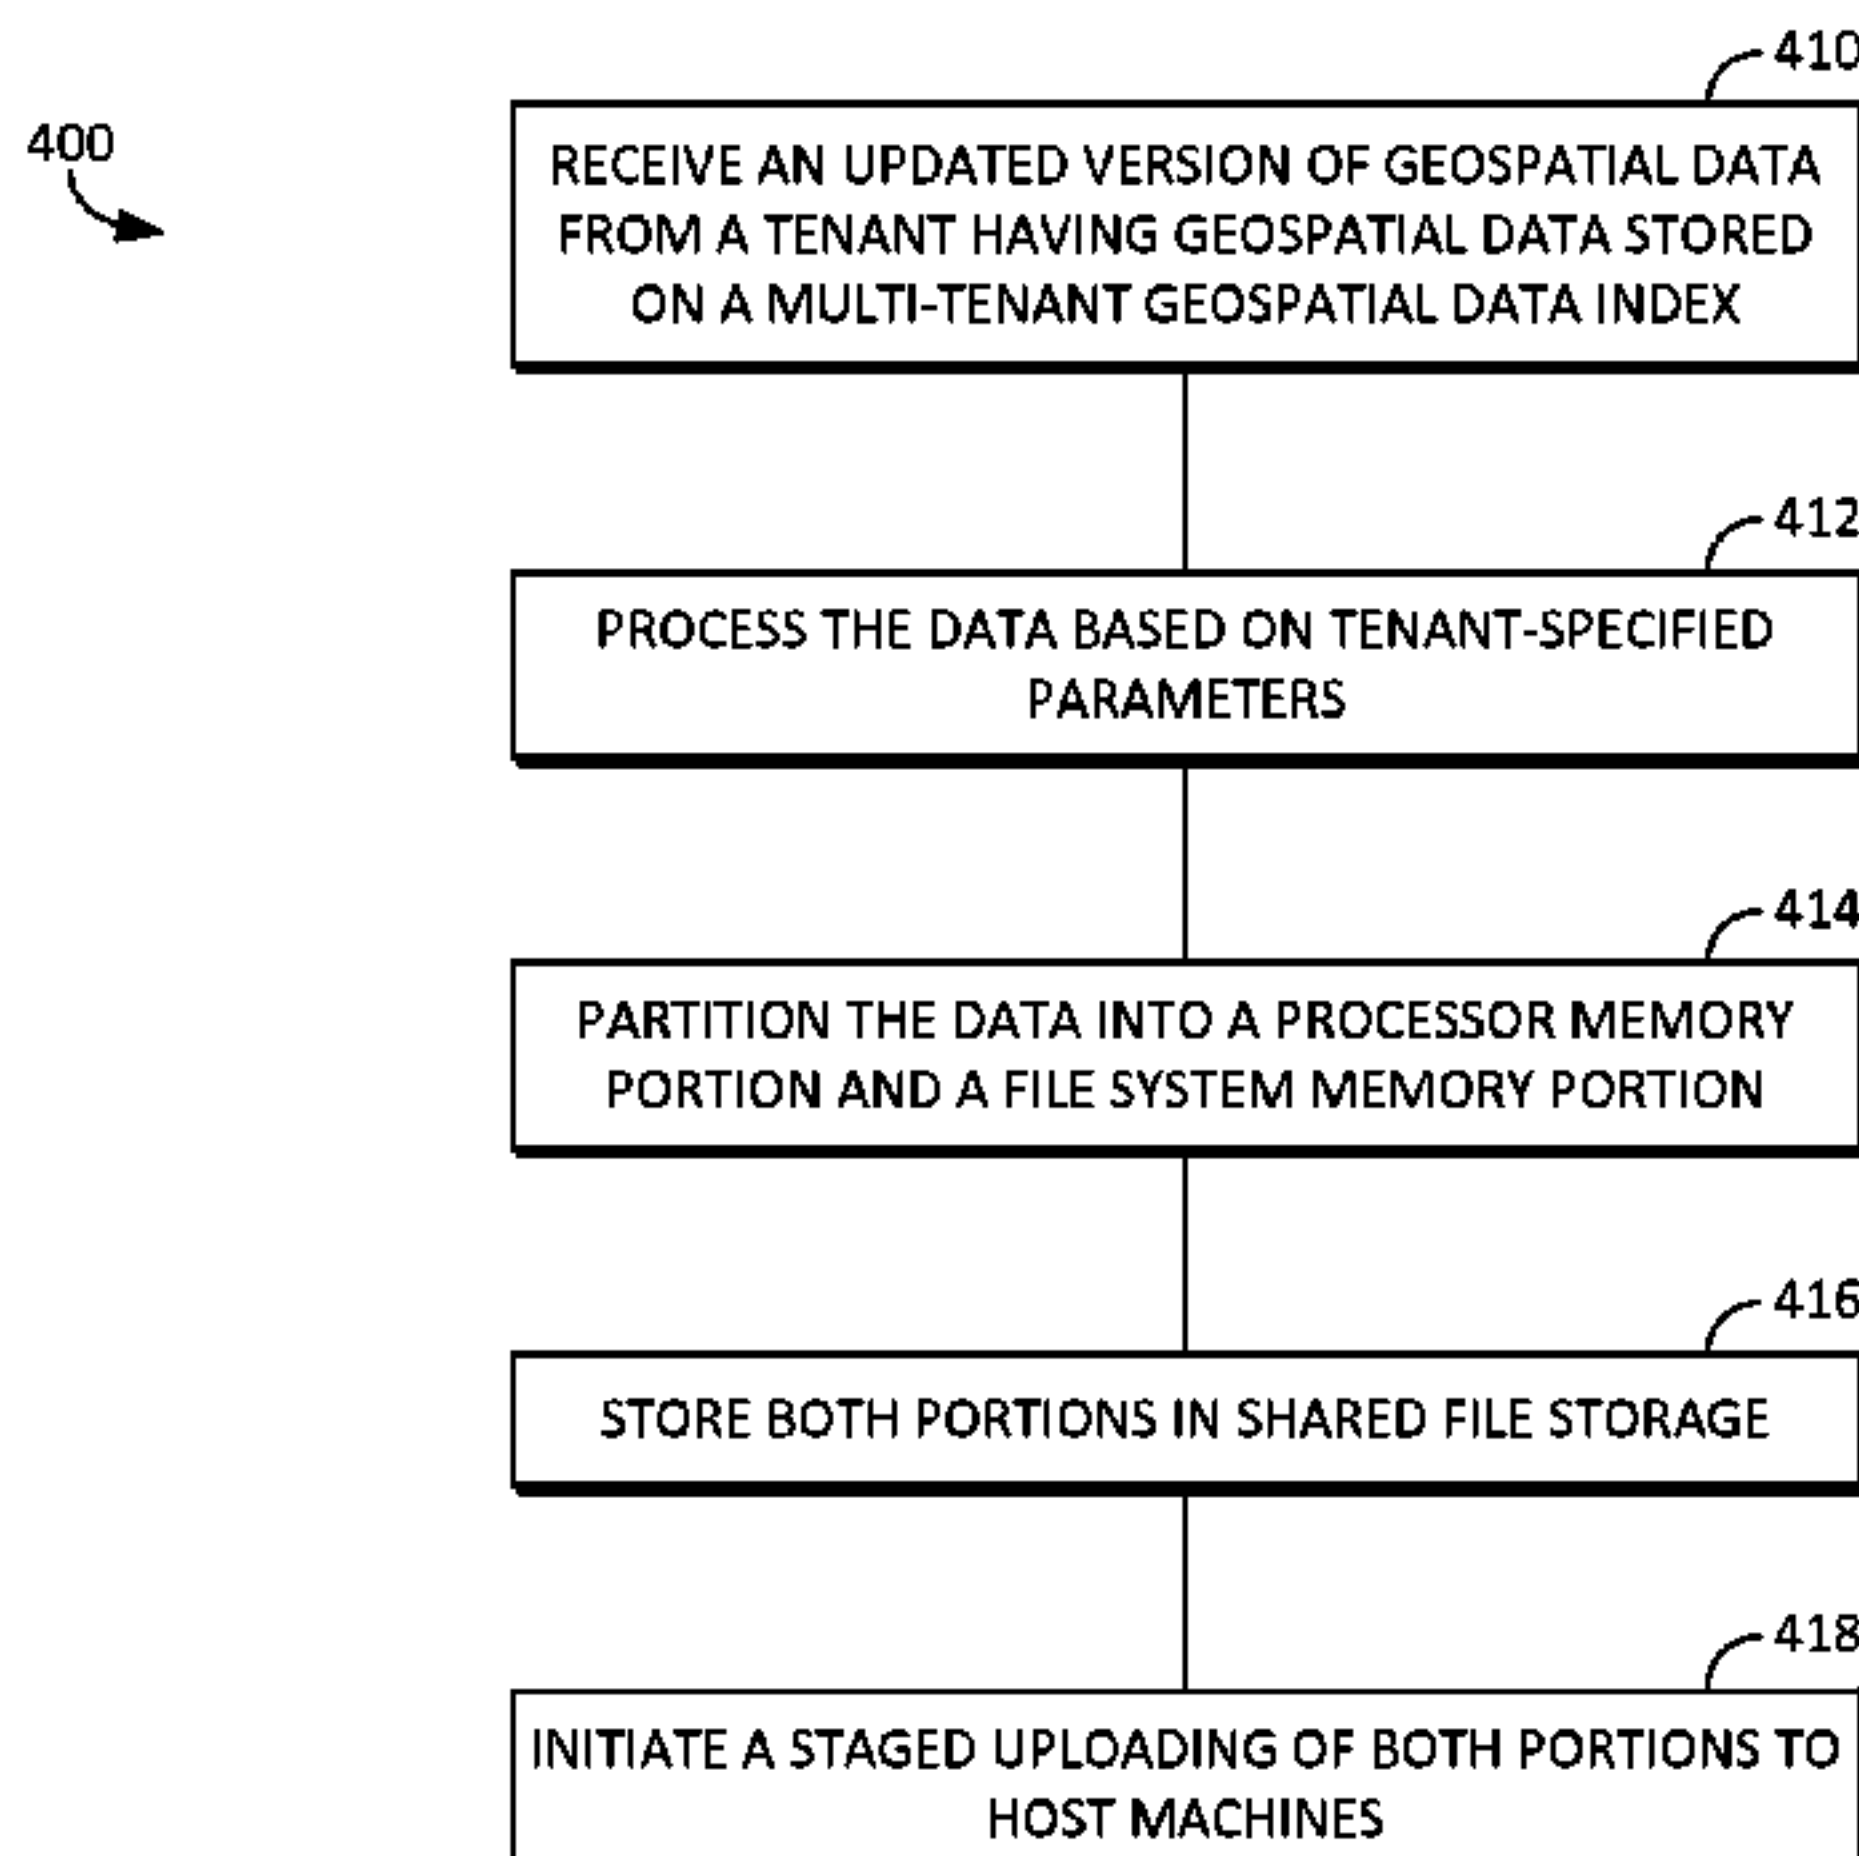 410
400
RECEIVE AN UPDATED VERSION OF GEOSPATIAL DATA
FROM A TENANT HAVING GEOSPATIAL DATA STORED
ON A MULTI-TENANT GEOSPATIAL DATA INDEX
412
PROCESS THE DATA BASED ON TENANT-SPECIFIED
PARAMETERS
414
PARTITION THE DATA INTO A PROCESSOR MEMORY
PORTION AND A FILE SYSTEM MEMORY PORTION
416
STORE BOTH PORTIONS IN SHARED FILE STORAGE
418
INITIATE A STAGED UPLOADING OF BOTH PORTIONS TO
HOST MACHINES